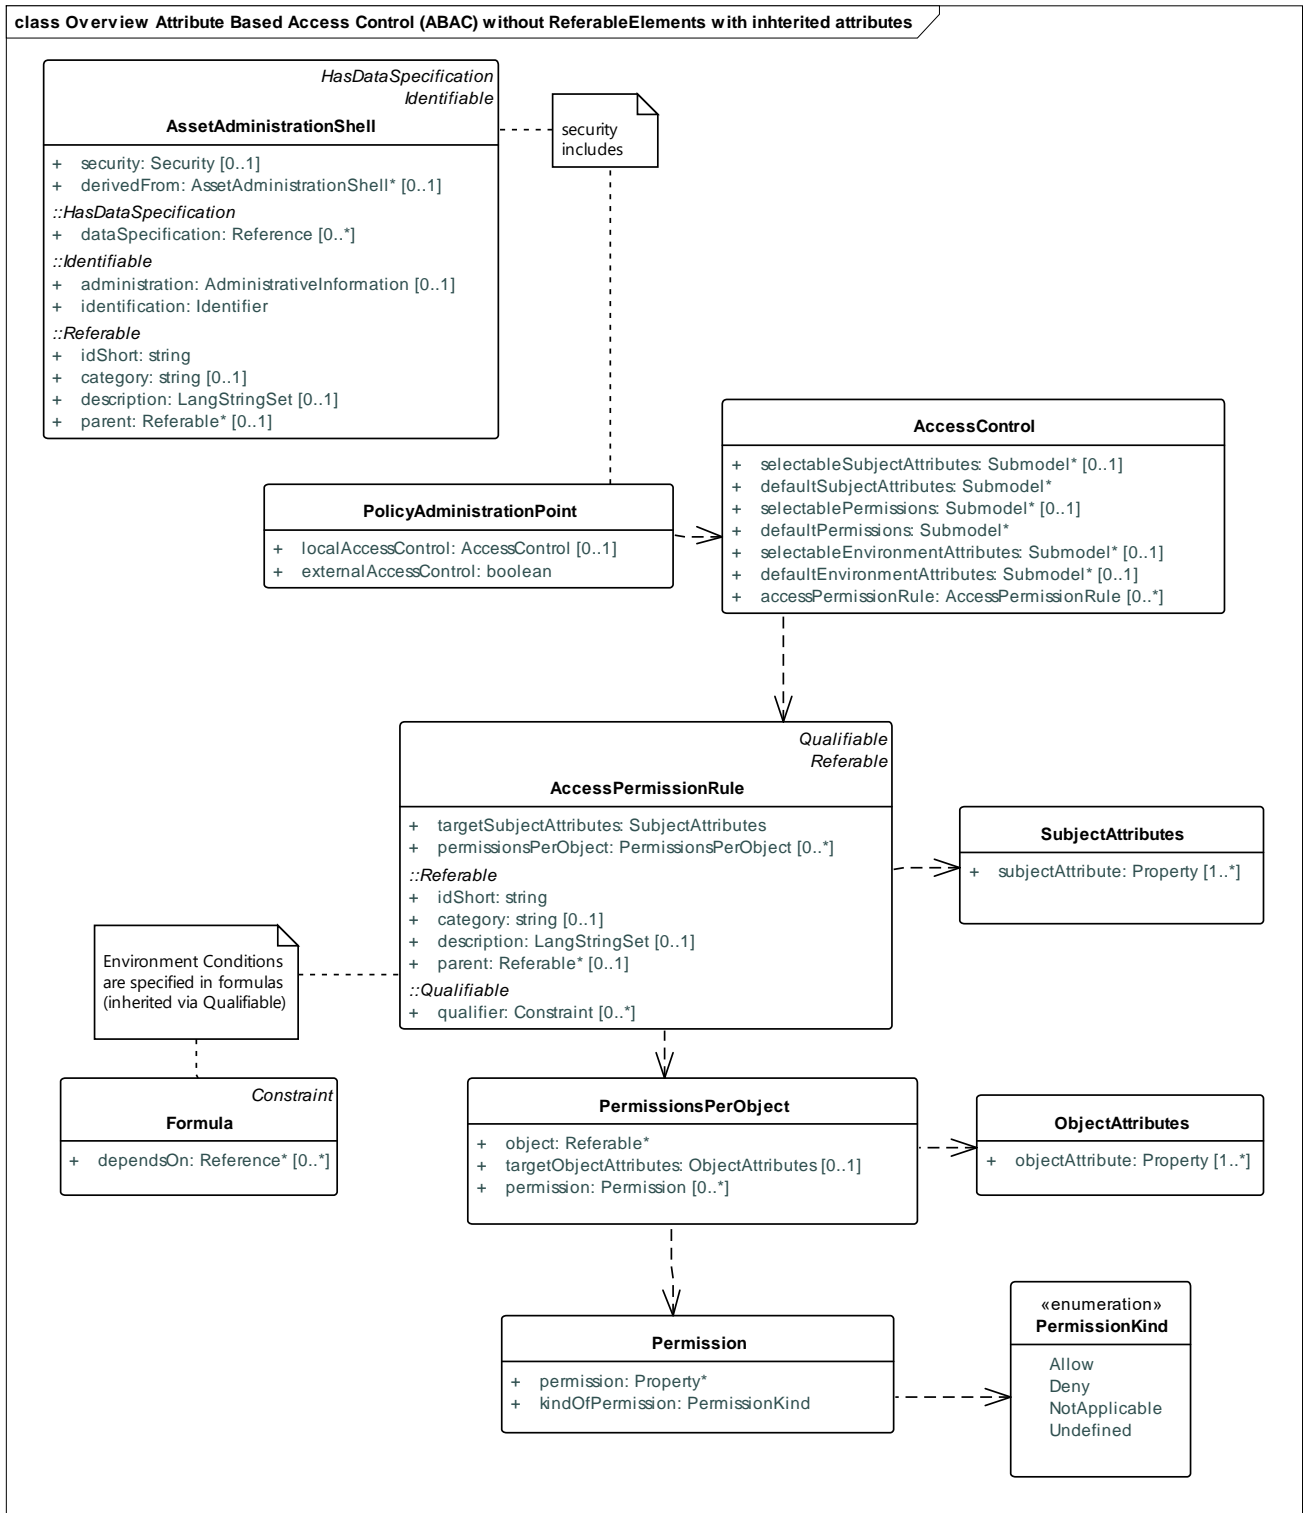 class Overview Attribute Based Access Control (ABAC) without ReferableElements with inhterited attributes
HasDataSpecification
Identifiable
AssetAdministrationShell
+ security: Security [0..1]
+ derivedFrom: AssetAdministrationShell* [0..1]
::HasDataSpecification
+ dataSpecification: Reference [0..*]
::Identifiable
+ administration: AdministrativeInformation [0..1]
+ identification: Identifier
::Referable
+ idShort: string
+ category: string [0..1]
+ description: LangStringSet [0..1]
+ parent: Referable* [0..1]
security
includes
PolicyAdministrationPoint
+ localAccessControl: AccessControl [0..1]
+ externalAccessControl: boolean
AccessControl
+ selectableSubjectAttributes: Submodel* [0..1]
+ defaultSubjectAttributes: Submodel*
+ selectablePermissions: Submodel* [0..1]
+ defaultPermissions: Submodel*
+ selectableEnvironmentAttributes: Submodel* [0..1]
+ defaultEnvironmentAttributes: Submodel* [0..1]
+ accessPermissionRule: AccessPermissionRule [0..*]
Qualifiable
Referable
AccessPermissionRule
+ targetSubjectAttributes: SubjectAttributes
+ permissionsPerObject: PermissionsPerObject [0..*]
::Referable
+ idShort: string
+ category: string [0..1]
+ description: LangStringSet [0..1]
+ parent: Referable* [0..1]
::Qualifiable
+ qualifier: Constraint [0..*]
SubjectAttributes
+ subjectAttribute: Property [1..*]
Environment Conditions
are specified in formulas
(inherited via Qualifiable)
Constraint
Formula
+ dependsOn: Reference* [0..*]
PermissionsPerObject
+ object: Referable*
+ targetObjectAttributes: ObjectAttributes [0..1]
+ permission: Permission [0..*]
ObjectAttributes
+ objectAttribute: Property [1..*]
Permission
+ permission: Property*
+ kindOfPermission: PermissionKind
«enumeration»
PermissionKind
Allow
Deny
NotApplicable
Undefined